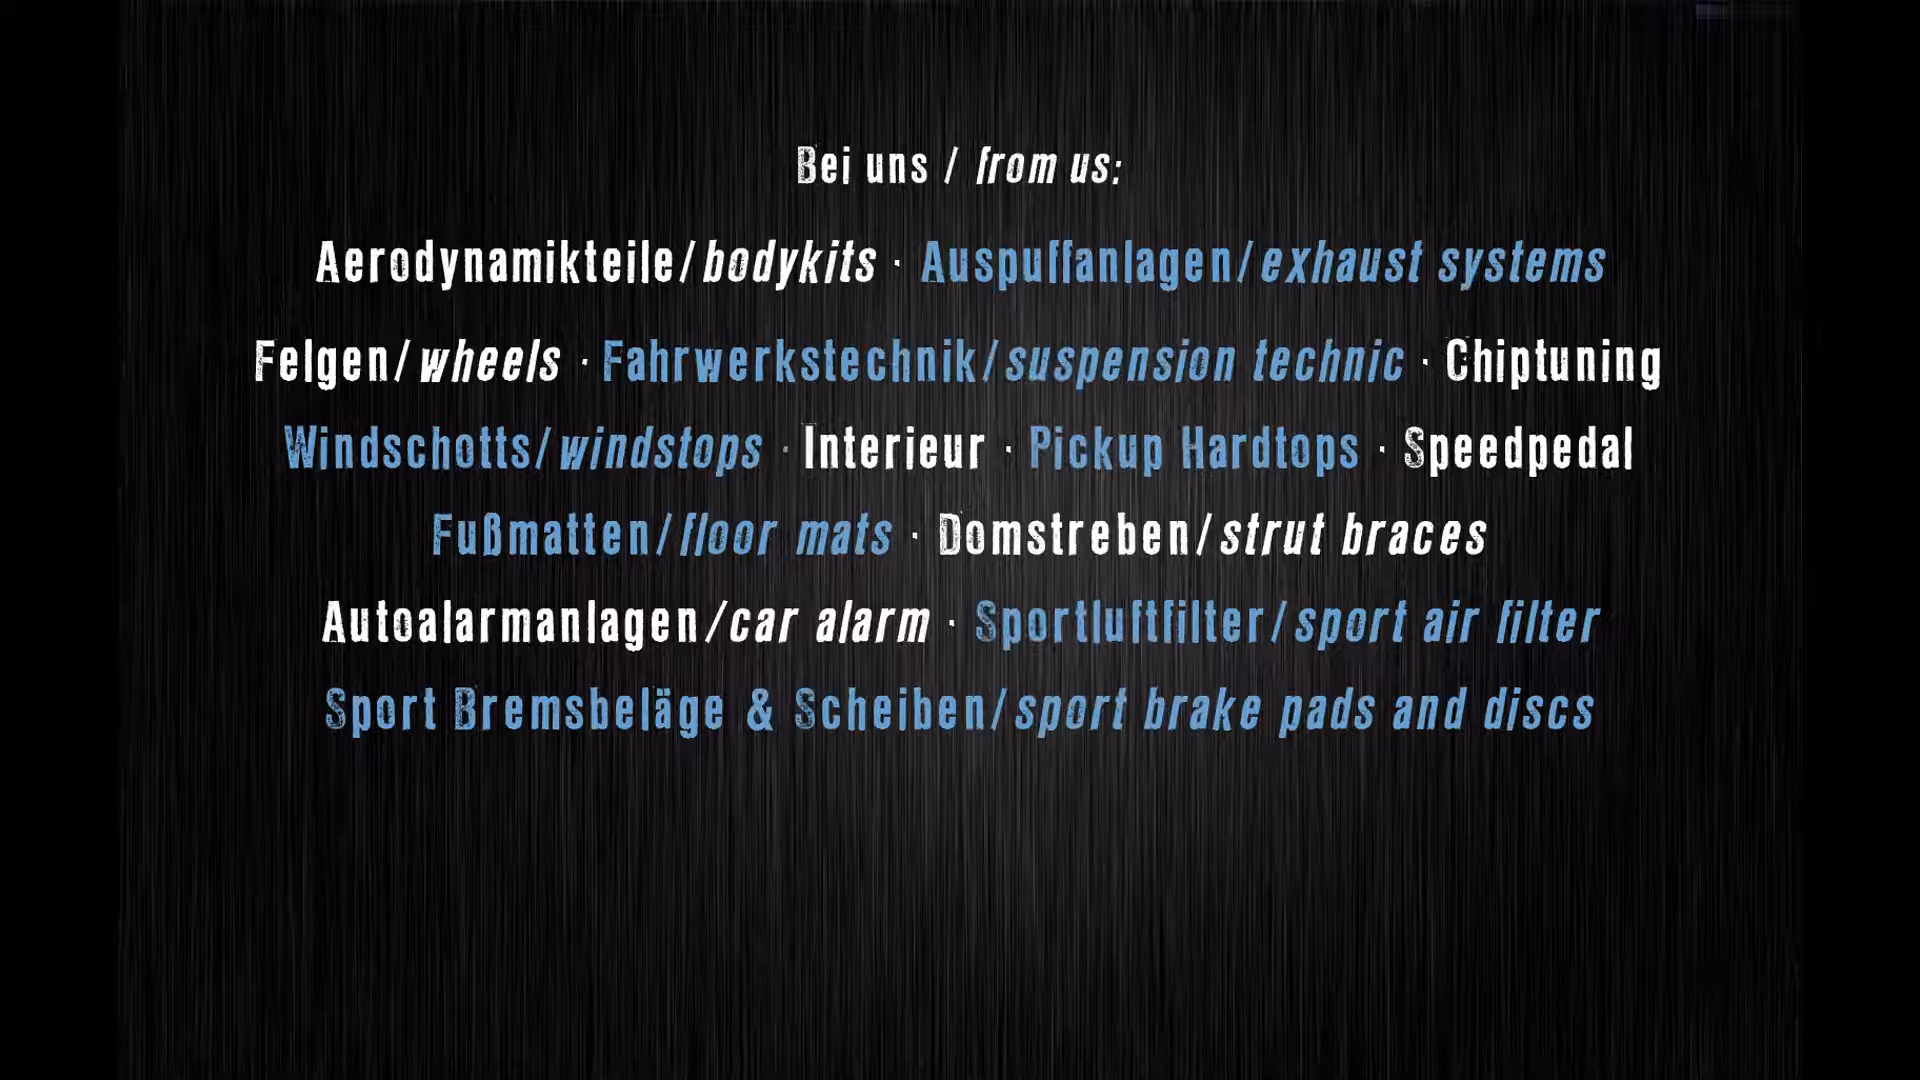 Bei uns / from us:
Aerodynamikteile/bodykits · Auspuffanlagen/exhaust systems
Felgen/wheels · Fahrwerkstechnik/suspension technic · Chiptuning
Windschotts/windstops · Interieur · Pickup Hardtops · Speedpedal
Fußmatten/floor mats · Domstreben/strut braces
Autoalarmanlagen/car alarm · Sportluftfilter/sport air filter
Sport Bremsbeläge & Scheiben/sport brake pads and discs